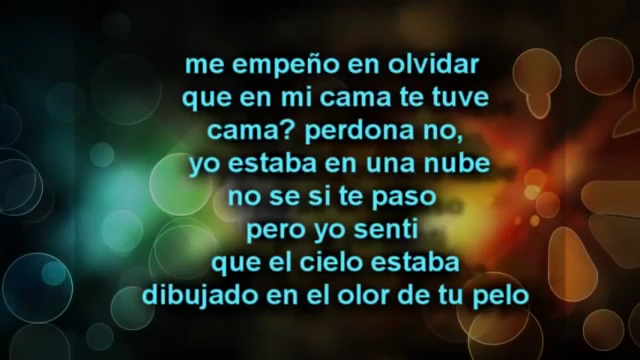 me empeño en olvidar
que en mi cama te tuve
cama? perdona no,
yo estaba en una nube
no se si te paso
pero yo senti
que el cielo estaba
dibujado en el olor de tu pelo